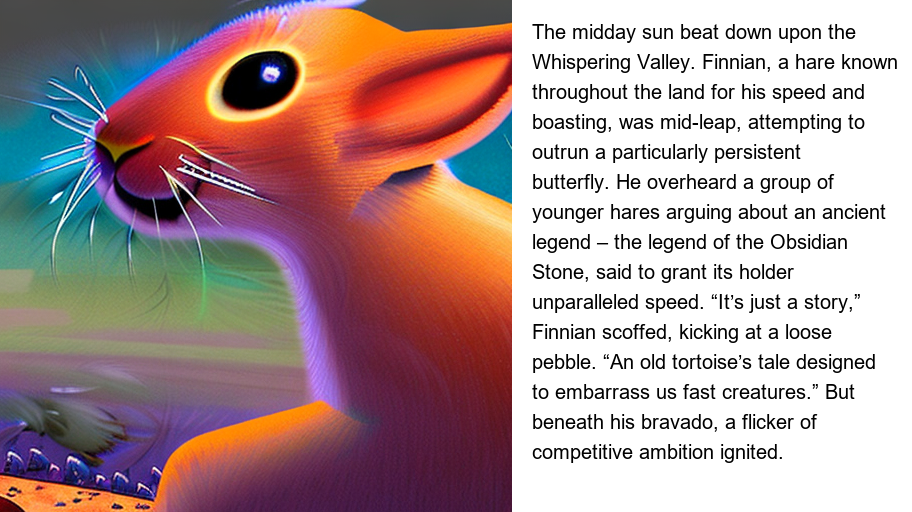 The midday sun beat down upon the
Whispering Valley. Finnian, a hare known
throughout the land for his speed and
boasting, was mid-leap, attempting to
outrun a particularly persistent
butterfly. He overheard a group of
younger hares arguing about an ancient
legend – the legend of the Obsidian
Stone, said to grant its holder
unparalleled speed. “It’s just a story,”
Finnian scoffed, kicking at a loose
pebble. “An old tortoise’s tale designed
to embarrass us fast creatures.” But
beneath his bravado, a flicker of
competitive ambition ignited.